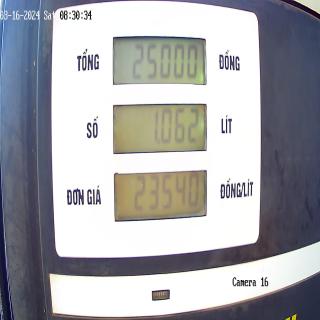 03-16-2024 Sat 08:30:34
TỔNG 25000 ĐỒNG
SỐ 1.062 LÍT
ĐƠN GIÁ 23540 ĐỒNG/LÍT
Camera 16